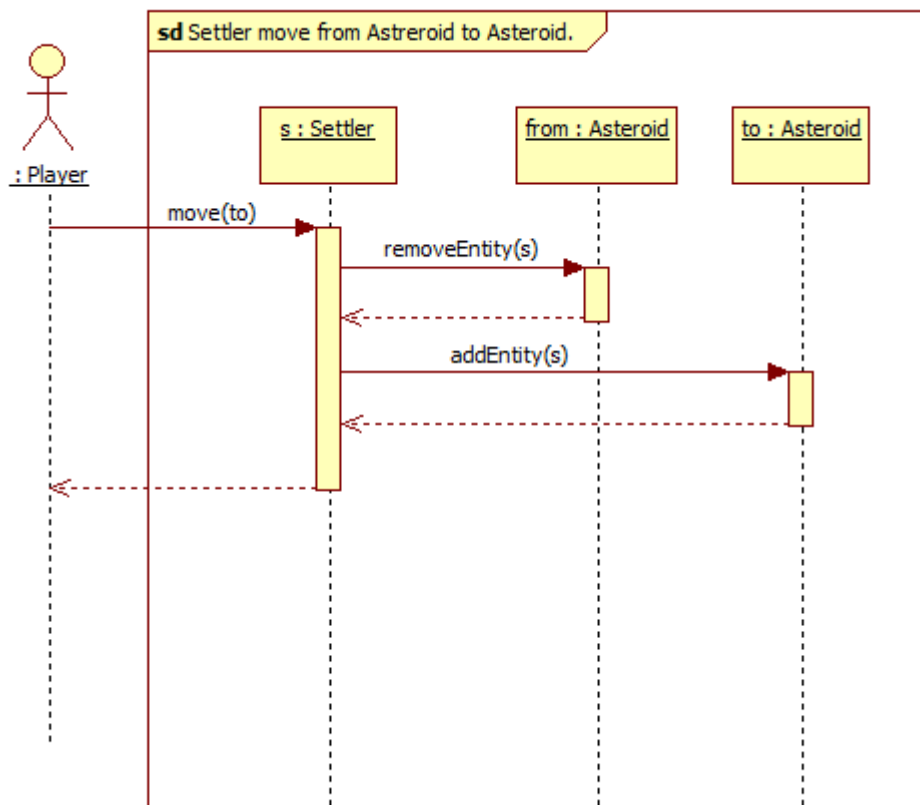 sd Settler move from Astreroid to Asteroid.
s : Settler
from : Asteroid
to : Asteroid
: Player
move(to)
removeEntity(s)
addEntity(s)